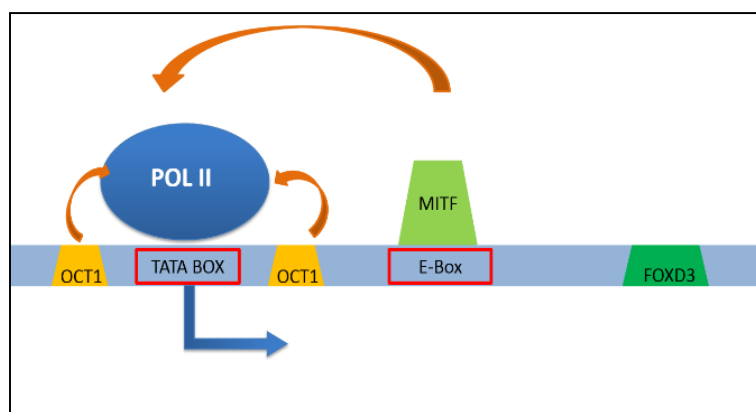 POL II
MITF
OCT1
TATA BOX
OCT1
E-Box
FOXD3